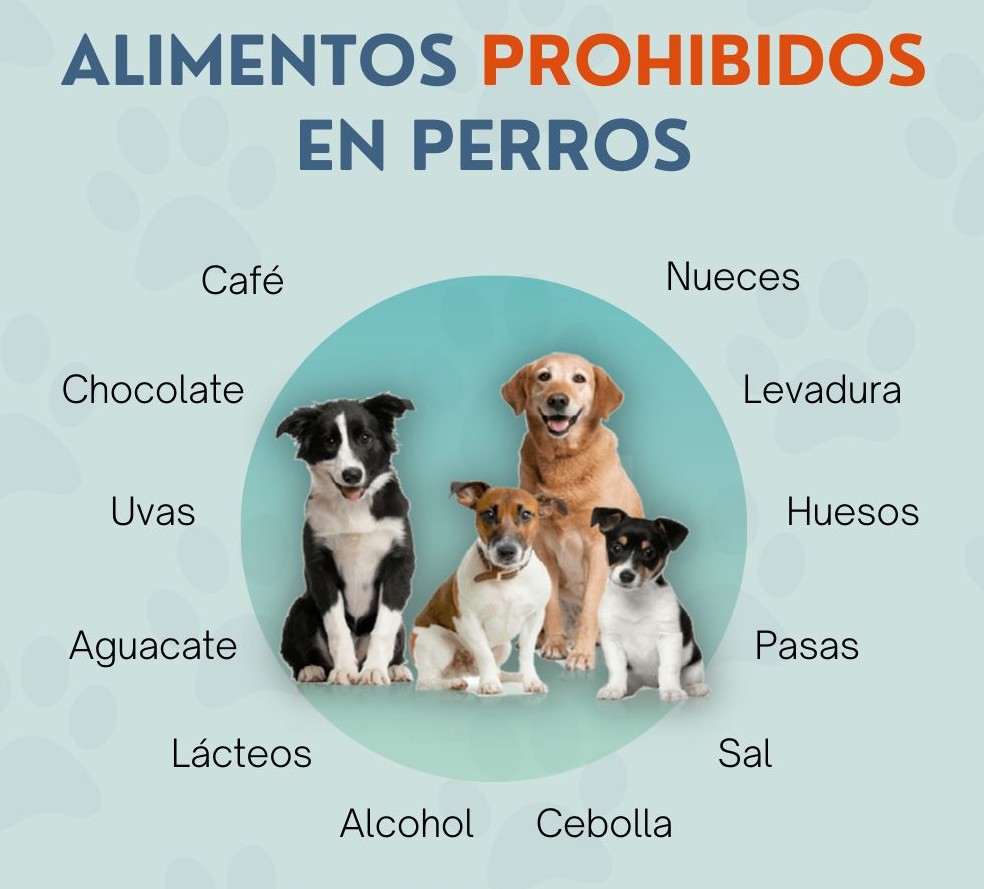 ALIMENTOS PROHIBIDOS
EN PERROS
Café
Nueces
Chocolate
Levadura
Uvas
Huesos
Aguacate
Pasas
Lácteos
Sal
Alcohol
Cebolla